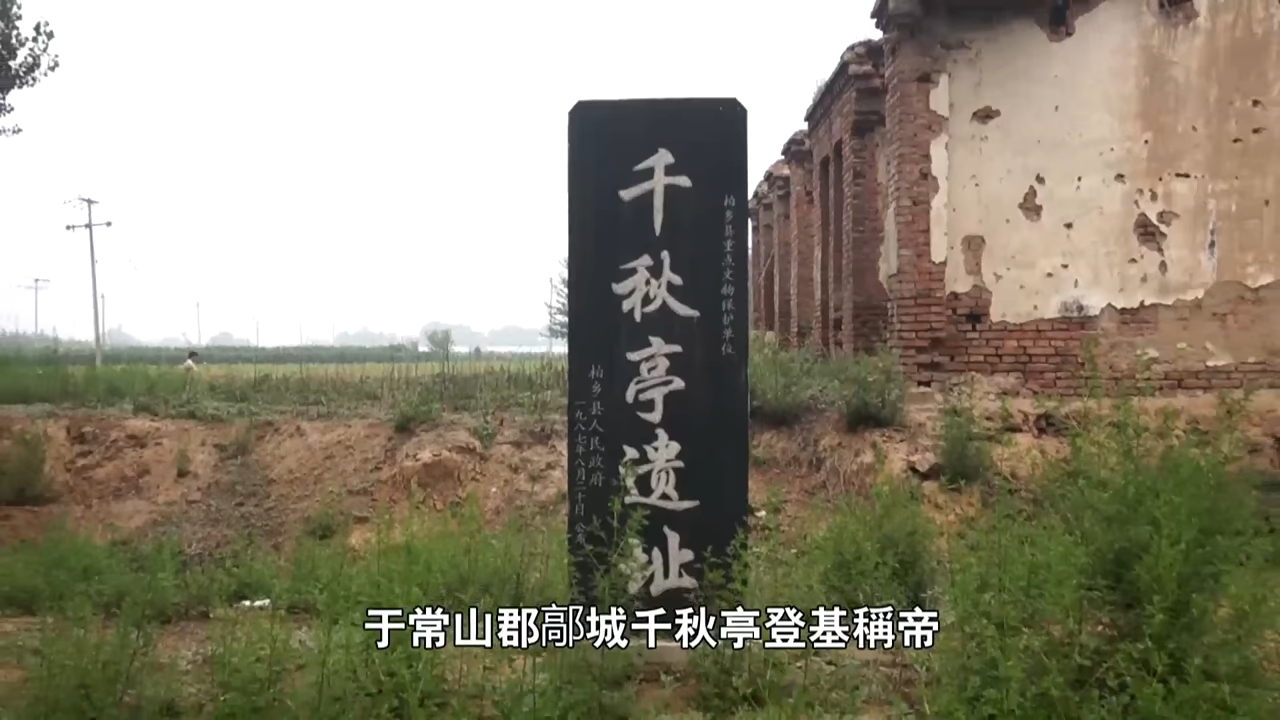 柏乡县重点文物保护单位
千秋亭遗址
柏乡县人民政府
一九八七年八月二十日 公布
于常山郡鄗城千秋亭登基稱帝